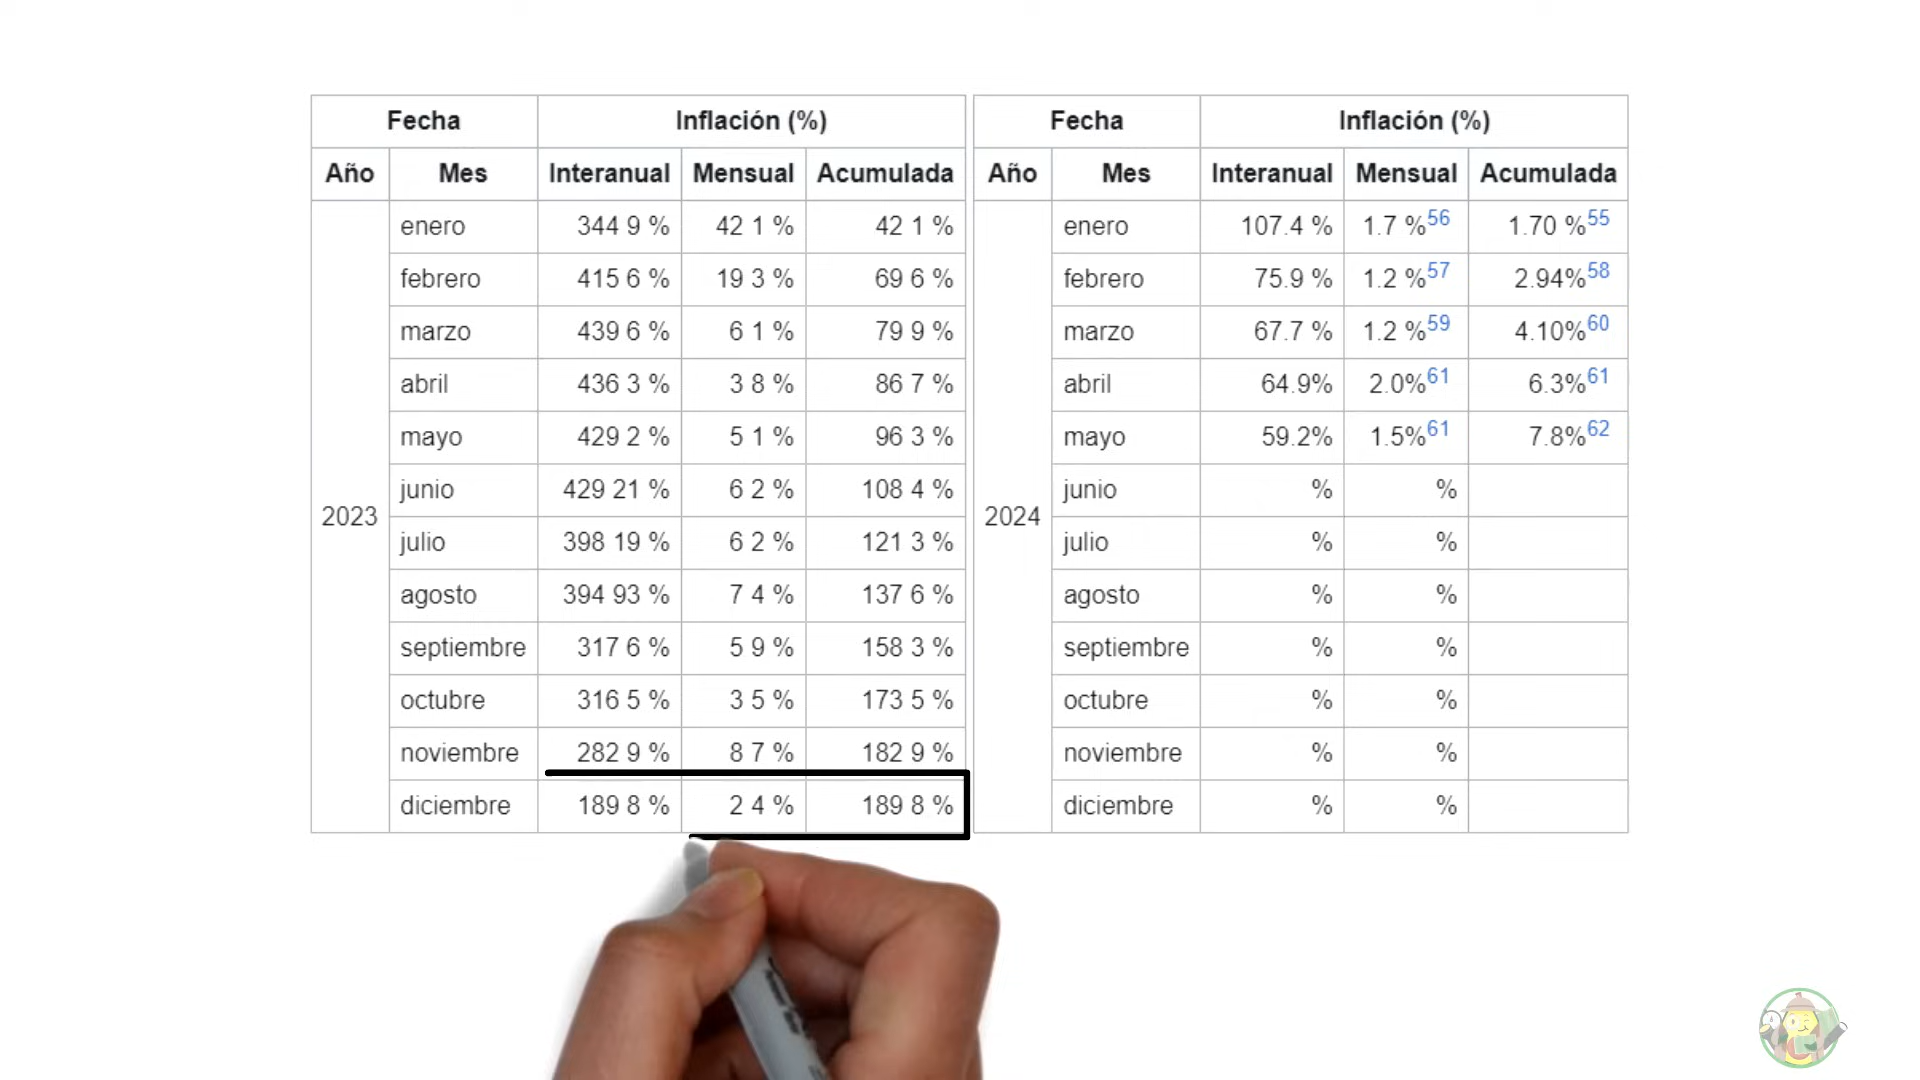 Fecha Inflación (%)
Año Mes Interanual Mensual Acumulada
2023
enero 344 9 % 42 1 % 42 1 %
febrero 415 6 % 19 3 % 69 6 %
marzo 439 6 % 6 1 % 79 9 %
abril 436 3 % 3 8 % 86 7 %
mayo 429 2 % 5 1 % 96 3 %
junio 429 21 % 6 2 % 108 4 %
julio 398 19 % 6 2 % 121 3 %
agosto 394 93 % 7 4 % 137 6 %
septiembre 317 6 % 5 9 % 158 3 %
octubre 316 5 % 3 5 % 173 5 %
noviembre 282 9 % 8 7 % 182 9 %
diciembre 189 8 % 2 4 % 189 8 %
Fecha Inflación (%)
Año Mes Interanual Mensual Acumulada
2024
enero 107.4 % 1.7 %56 1.70 %55
febrero 75.9 % 1.2 %57 2.94%58
marzo 67.7 % 1.2 %59 4.10%60
abril 64.9% 2.0%61 6.3%61
mayo 59.2% 1.5%61 7.8%62
junio % %
julio % %
agosto % %
septiembre % %
octubre % %
noviembre % %
diciembre % %